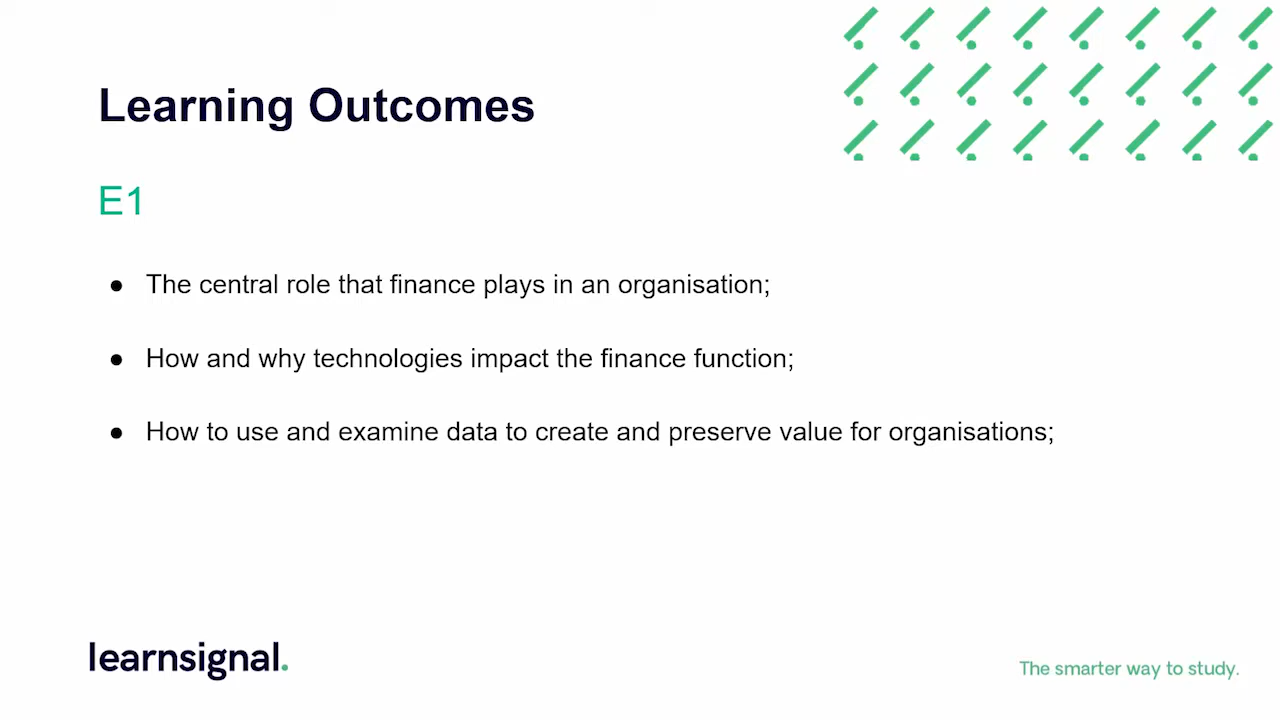 Learning Outcomes
E1
● The central role that finance plays in an organisation;
● How and why technologies impact the finance function;
● How to use and examine data to create and preserve value for organisations;
learnsignal.
The smarter way to study.